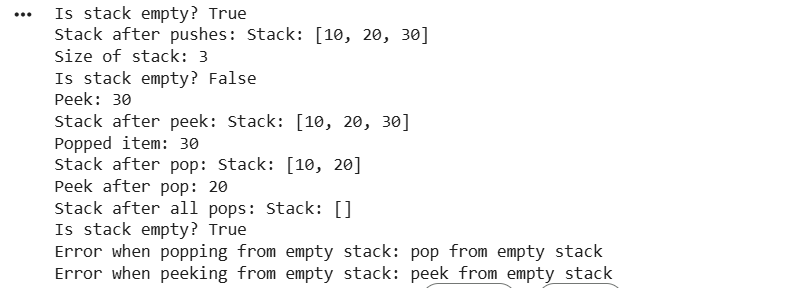 Is stack empty? True
Stack after pushes: Stack: [10, 20, 30]
Size of stack: 3
Is stack empty? False
Peek: 30
Stack after peek: Stack: [10, 20, 30]
Popped item: 30
Stack after pop: Stack: [10, 20]
Peek after pop: 20
Stack after all pops: Stack: []
Is stack empty? True
Error when popping from empty stack: pop from empty stack
Error when peeking from empty stack: peek from empty stack